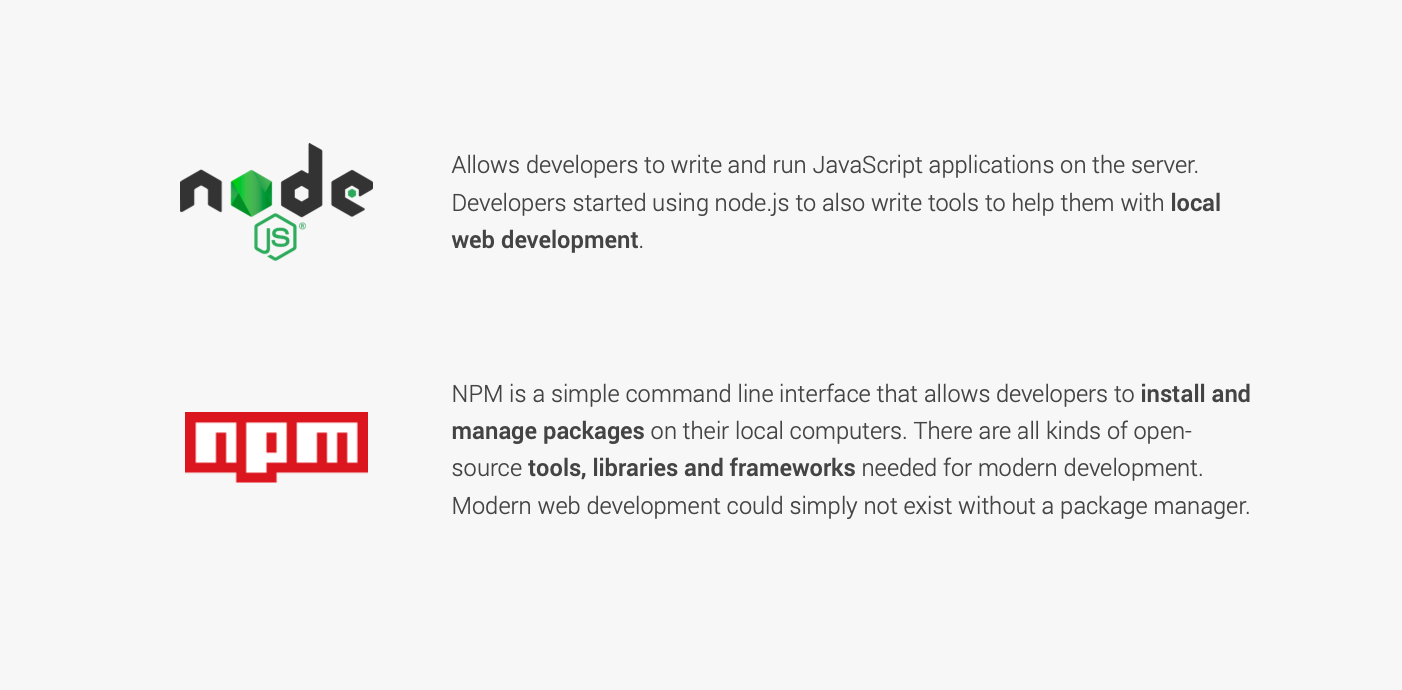 node
JS®
Allows developers to write and run JavaScript applications on the server.
Developers started using node.js to also write tools to help them with local
web development.
npm
NPM is a simple command line interface that allows developers to install and
manage packages on their local computers. There are all kinds of open-
source tools, libraries and frameworks needed for modern development.
Modern web development could simply not exist without a package manager.